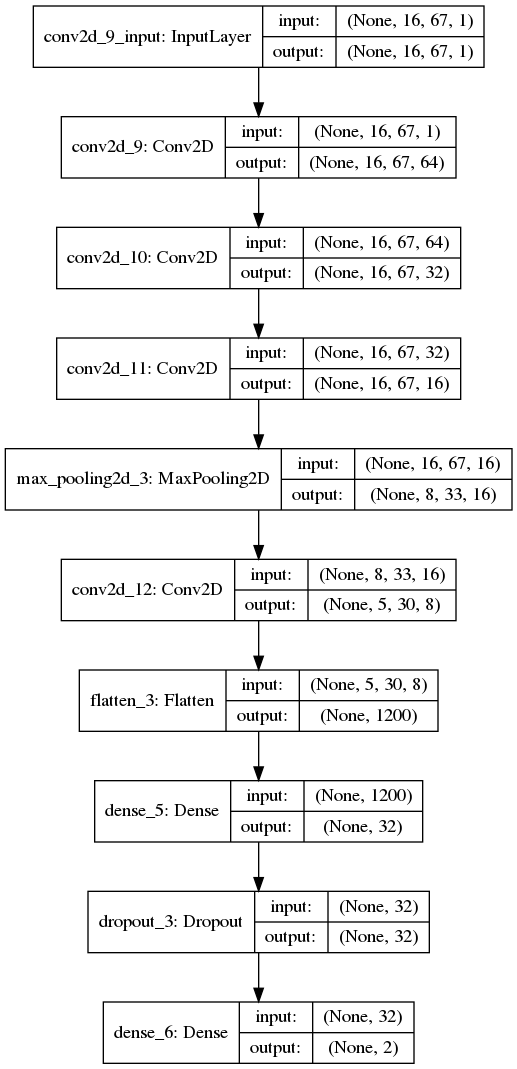 conv2d_9_input: InputLayer
input: (None, 16, 67, 1)
output: (None, 16, 67, 1)
conv2d_9: Conv2D
input: (None, 16, 67, 1)
output: (None, 16, 67, 64)
conv2d_10: Conv2D
input: (None, 16, 67, 64)
output: (None, 16, 67, 32)
conv2d_11: Conv2D
input: (None, 16, 67, 32)
output: (None, 16, 67, 16)
max_pooling2d_3: MaxPooling2D
input: (None, 16, 67, 16)
output: (None, 8, 33, 16)
conv2d_12: Conv2D
input: (None, 8, 33, 16)
output: (None, 5, 30, 8)
flatten_3: Flatten
input: (None, 5, 30, 8)
output: (None, 1200)
dense_5: Dense
input: (None, 1200)
output: (None, 32)
dropout_3: Dropout
input: (None, 32)
output: (None, 32)
dense_6: Dense
input: (None, 32)
output: (None, 2)